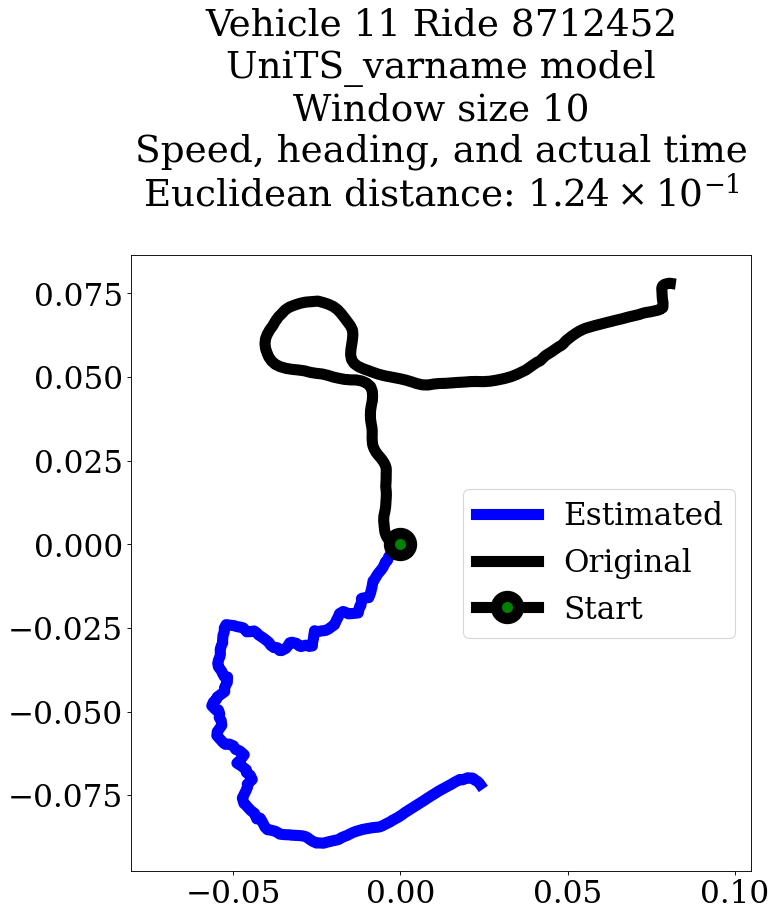 Vehicle 11 Ride 8712452
UniTS_varname model
Window size 10
Speed, heading, and actual time
Euclidean distance: 1.24 × 10⁻¹
0.075
0.050
0.025
0.000
−0.025
−0.050
−0.075
Estimated
Original
Start
−0.05 0.00 0.05 0.10